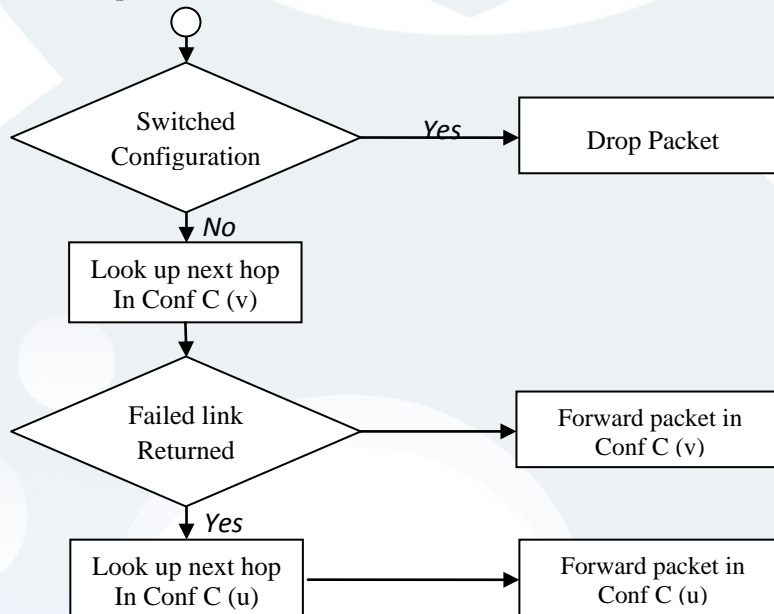 Switched
Configuration
Yes
Drop Packet
No
Look up next hop
In Conf C (v)
Failed link
Returned
Forward packet in
Conf C (v)
Yes
Look up next hop
In Conf C (u)
Forward packet in
Conf C (u)